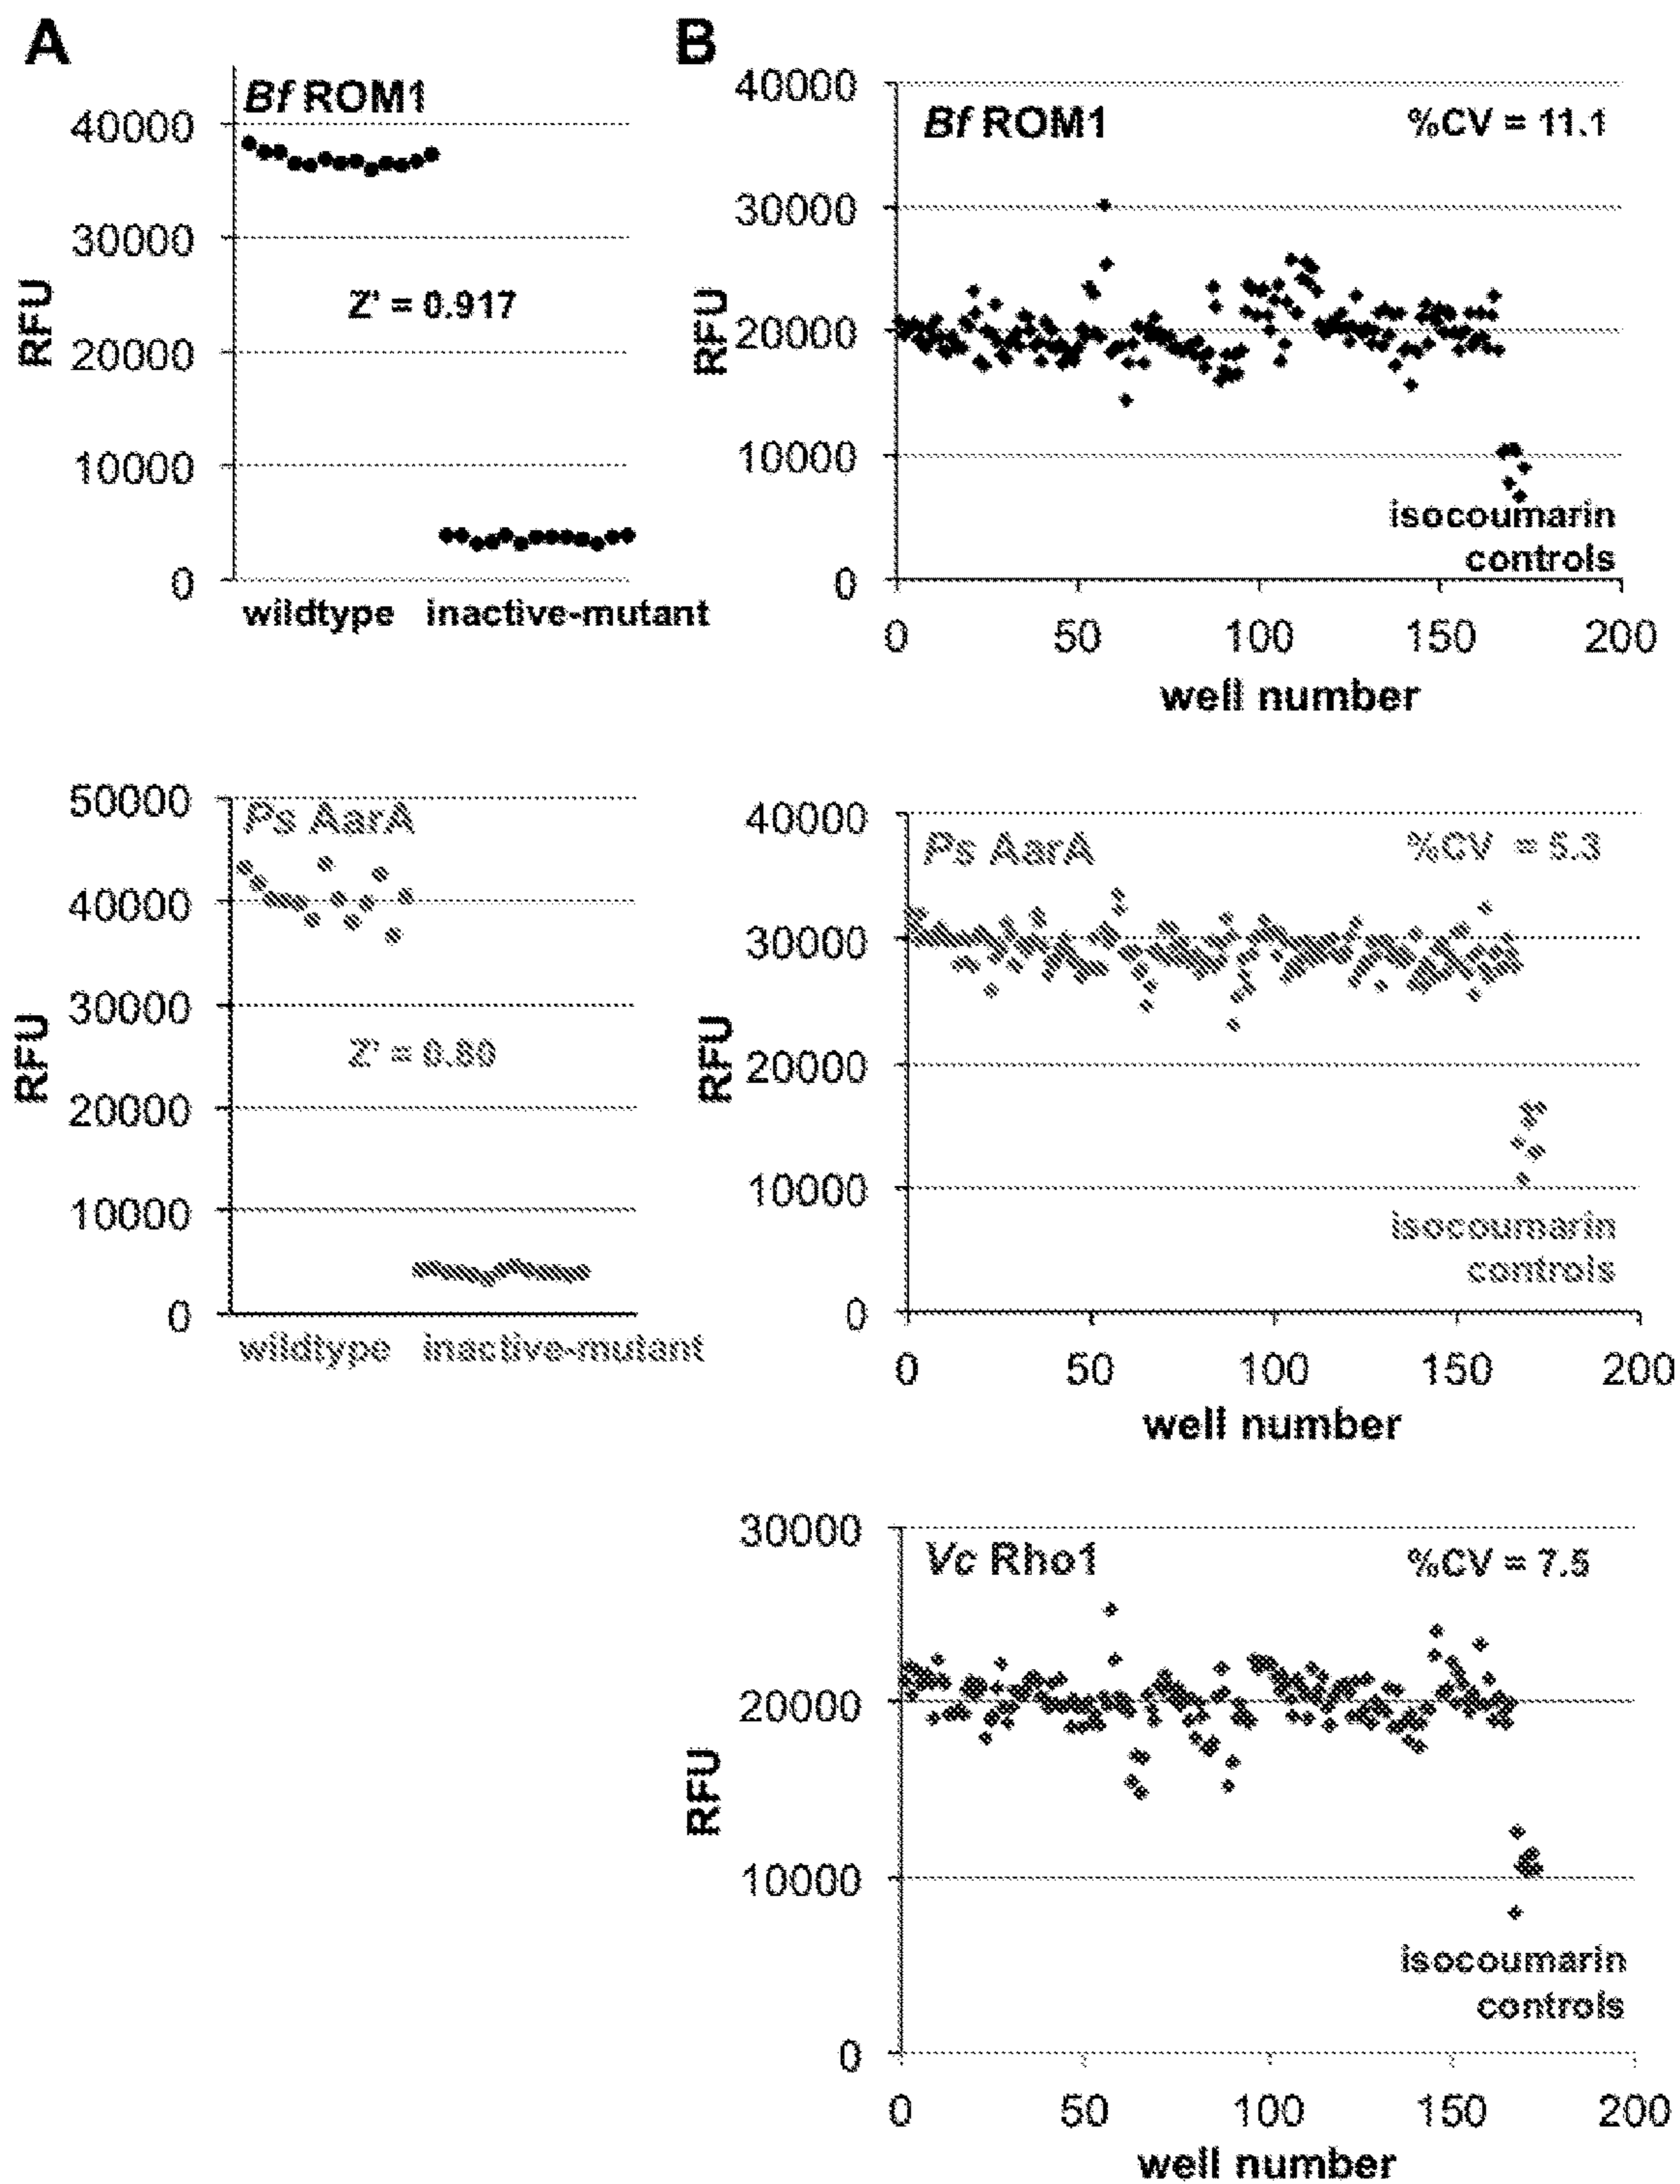 A
Bf ROM1
40000
30000
20000
10000
0
RFU
Z' = 0.917
wildtype inactive-mutant
B
40000
30000
20000
10000
0
RFU
Bf ROM1
%CV = 11.1
isocoumarin
controls
0 50 100 150 200
well number
50000
40000
30000
20000
10000
0
RFU
Ps AarA
Z' = 0.80
wildtype inactive-mutant
40000
30000
20000
10000
0
RFU
Ps AarA
%CV = 5.3
isocoumarin
controls
0 50 100 150 200
well number
30000
20000
10000
0
RFU
Vc Rho1
%CV = 7.5
isocoumarin
controls
0 50 100 150 200
well number